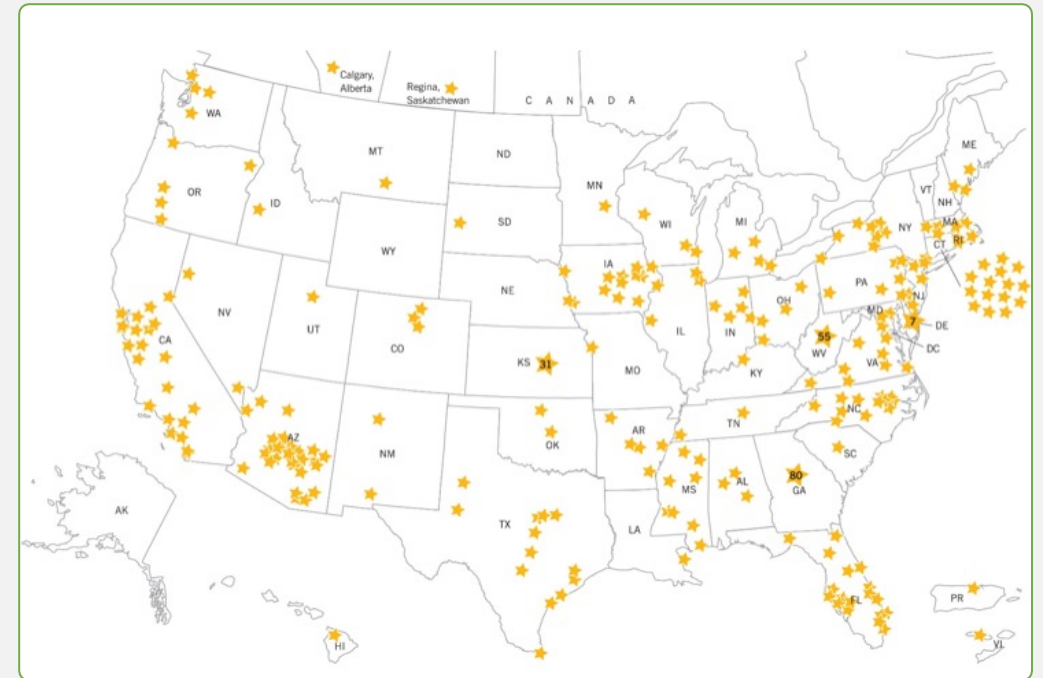 Calgary,
Alberta
Regina,
Saskatchewan
C A N A D A
WA
MT
ND
MN
ME
VT
NH
OR
ID
SD
WI
MI
NY
MA
RI
CT
WY
IA
NE
PA
NJ
NV
UT
CO
CA
IL
IN
OH
MD
7
DE
DC
55
WV
VA
KS 31
MO
KY
AZ
NM
OK
AR
TN
NC
SC
80
GA
AL
MS
LA
TX
AK
FL
PR
HI
VI